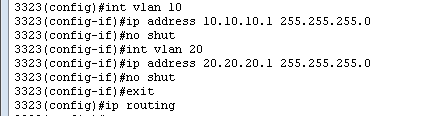 3323(config)#int vlan 10
3323(config-if)#ip address 10.10.10.1 255.255.255.0
3323(config-if)#no shut
3323(config-if)#int vlan 20
3323(config-if)#ip address 20.20.20.1 255.255.255.0
3323(config-if)#no shut
3323(config-if)#exit
3323(config)#ip routing